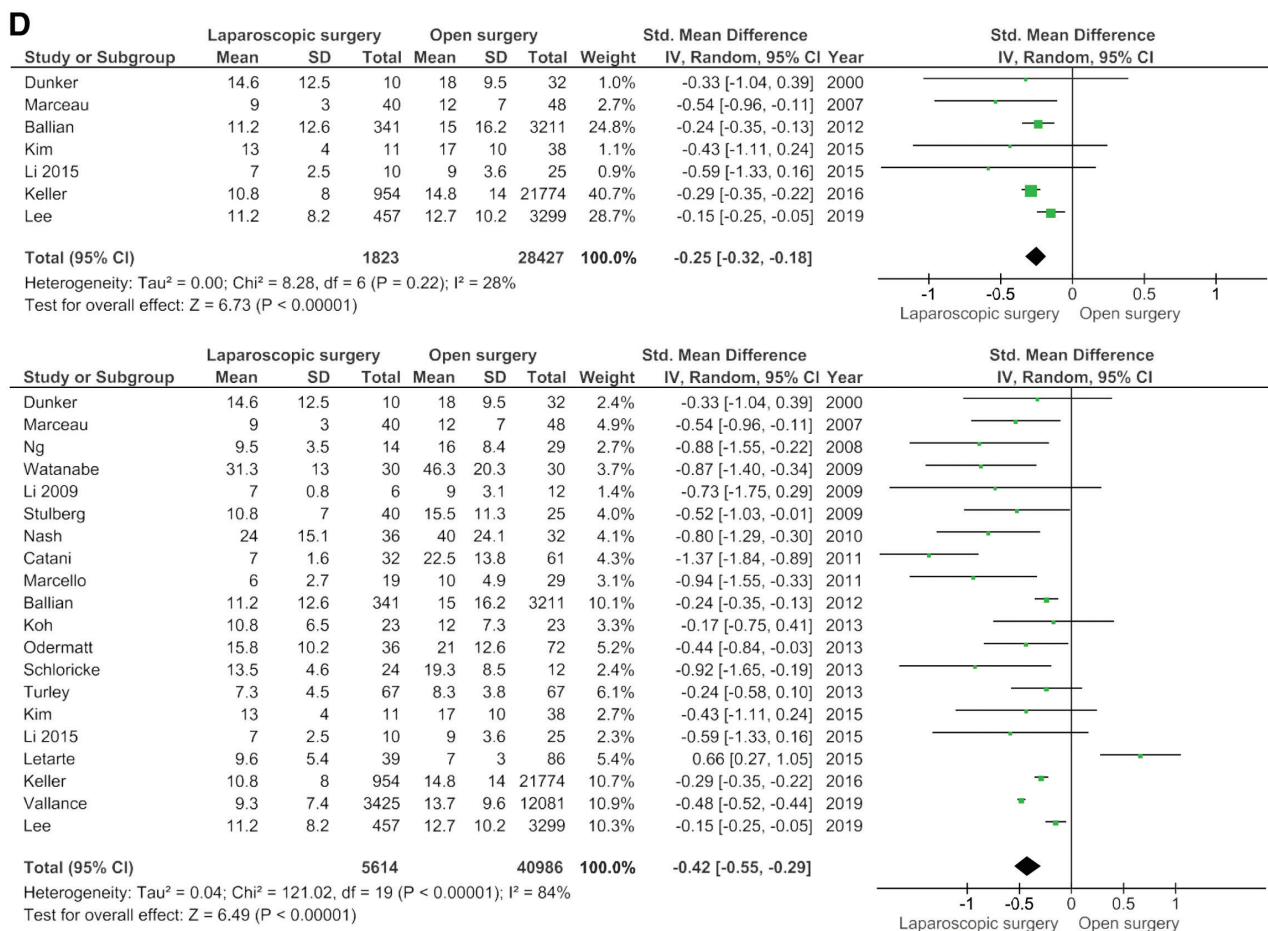 D
Laparoscopic surgery Open surgery Std. Mean Difference Std. Mean Difference
Study or Subgroup Mean SD Total Mean SD Total Weight IV, Random, 95% CI Year IV, Random, 95% CI
Dunker 14.6 12.5 10 18 9.5 32 1.0% -0.33 [-1.04, 0.39] 2000
Marceau 9 3 40 12 7 48 2.7% -0.54 [-0.96, -0.11] 2007
Ballian 11.2 12.6 341 15 16.2 3211 24.8% -0.24 [-0.35, -0.13] 2012
Kim 13 4 11 17 10 38 1.1% -0.43 [-1.11, 0.24] 2015
Li 2015 7 2.5 10 9 3.6 25 0.9% -0.59 [-1.33, 0.16] 2015
Keller 10.8 8 954 14.8 14 21774 40.7% -0.29 [-0.35, -0.22] 2016
Lee 11.2 8.2 457 12.7 10.2 3299 28.7% -0.15 [-0.25, -0.05] 2019
Total (95% CI) 1823 28427 100.0% -0.25 [-0.32, -0.18]
Heterogeneity: Tau² = 0.00; Chi² = 8.28, df = 6 (P = 0.22); I² = 28%
Test for overall effect: Z = 6.73 (P < 0.00001)
-1 -0.5 0 0.5 1
Laparoscopic surgery Open surgery
Laparoscopic surgery Open surgery Std. Mean Difference Std. Mean Difference
Study or Subgroup Mean SD Total Mean SD Total Weight IV, Random, 95% CI Year IV, Random, 95% CI
Dunker 14.6 12.5 10 18 9.5 32 2.4% -0.33 [-1.04, 0.39] 2000
Marceau 9 3 40 12 7 48 4.9% -0.54 [-0.96, -0.11] 2007
Ng 9.5 3.5 14 16 8.4 29 2.7% -0.88 [-1.55, -0.22] 2008
Watanabe 31.3 13 30 46.3 20.3 30 3.7% -0.87 [-1.40, -0.34] 2009
Li 2009 7 0.8 6 9 3.1 12 1.4% -0.73 [-1.75, 0.29] 2009
Stulberg 10.8 7 40 15.5 11.3 25 4.0% -0.52 [-1.03, -0.01] 2009
Nash 24 15.1 36 40 24.1 32 4.1% -0.80 [-1.29, -0.30] 2010
Catani 7 1.6 32 22.5 13.8 61 4.3% -1.37 [-1.84, -0.89] 2011
Marcello 6 2.7 19 10 4.9 29 3.1% -0.94 [-1.55, -0.33] 2011
Ballian 11.2 12.6 341 15 16.2 3211 10.1% -0.24 [-0.35, -0.13] 2012
Koh 10.8 6.5 23 12 7.3 23 3.3% -0.17 [-0.75, 0.41] 2013
Odermatt 15.8 10.2 36 21 12.6 72 5.2% -0.44 [-0.84, -0.03] 2013
Schloricke 13.5 4.6 24 19.3 8.5 12 2.4% -0.92 [-1.65, -0.19] 2013
Turley 7.3 4.5 67 8.3 3.8 67 6.1% -0.24 [-0.58, 0.10] 2013
Kim 13 4 11 17 10 38 2.7% -0.43 [-1.11, 0.24] 2015
Li 2015 7 2.5 10 9 3.6 25 2.3% -0.59 [-1.33, 0.16] 2015
Letarte 9.6 5.4 39 7 3 86 5.4% 0.66 [0.27, 1.05] 2015
Keller 10.8 8 954 14.8 14 21774 10.7% -0.29 [-0.35, -0.22] 2016
Vallance 9.3 7.4 3425 13.7 9.6 12081 10.9% -0.48 [-0.52, -0.44] 2019
Lee 11.2 8.2 457 12.7 10.2 3299 10.3% -0.15 [-0.25, -0.05] 2019
Total (95% CI) 5614 40986 100.0% -0.42 [-0.55, -0.29]
Heterogeneity: Tau² = 0.04; Chi² = 121.02, df = 19 (P < 0.00001); I² = 84%
Test for overall effect: Z = 6.49 (P < 0.00001)
-1 -0.5 0 0.5 1
Laparoscopic surgery Open surgery